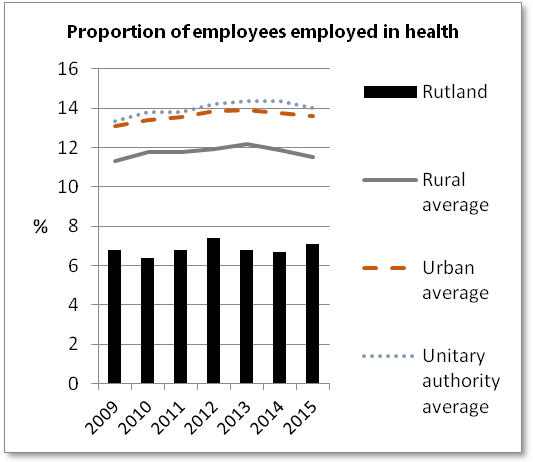 Proportion of employees employed in health
16
14
12
10
8
6
4
2
0
%
2009
2010
2011
2012
2013
2014
2015
Rutland
Rural
average
Urban
average
Unitary
authority
average